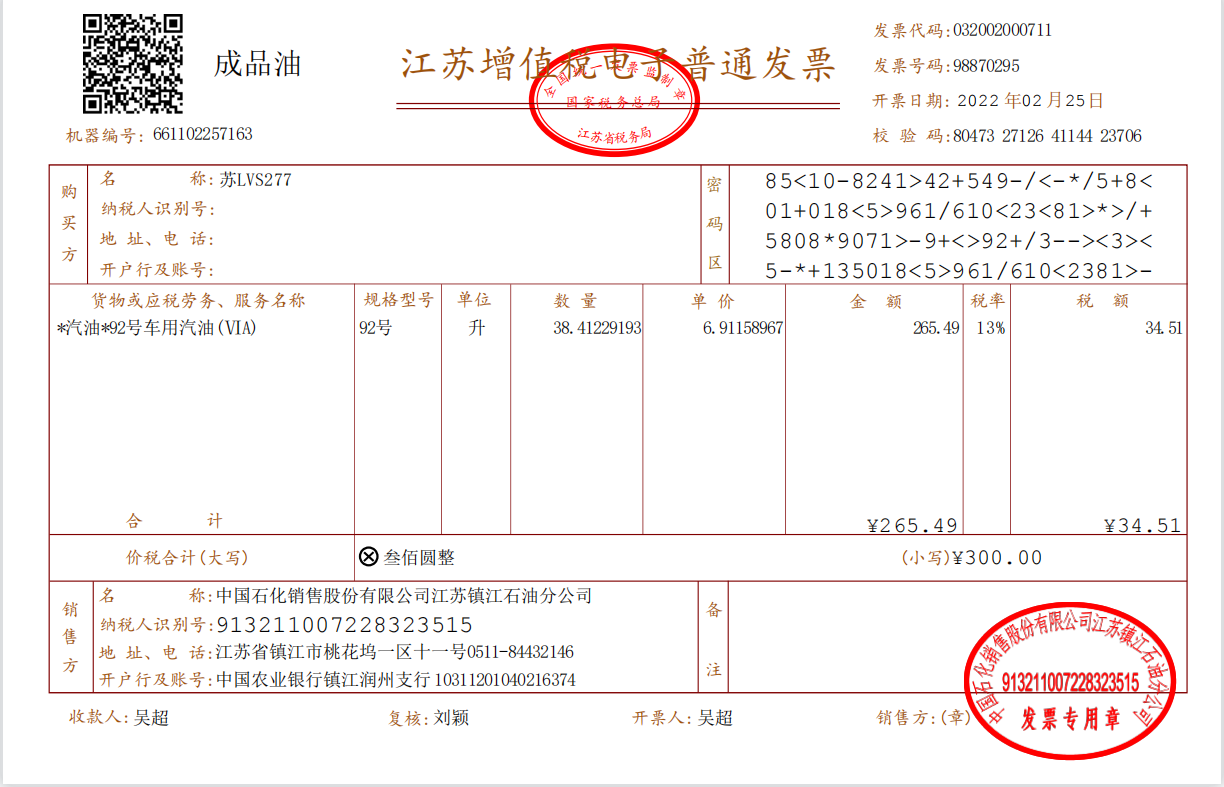 成品油
江苏增值税电子普通发票
全国统一发票监制章
国家税务总局
江苏省税务局
发票代码:032002000711
发票号码:98870295
开票日期: 2022 年02 月25日
校 验 码:80473 27126 41144 23706
机器编号: 661102257163
购买方
名 称: 苏LVS277
纳税人识别号:
地 址、电 话:
开户行及账号:
密码区
85<10-8241>42+549-/<-*/5+8<
01+018<5>961/610<23<81>*>/+
5808*9071>-9+<>92+/3--><3><
5-*+135018<5>961/610<2381>-
货物或应税劳务、服务名称 规格型号 单位 数 量 单 价 金 额 税率 税 额
*汽油*92号车用汽油(VIA) 92号 升 38.41229193 6.91158967 265.49 13% 34.51
合 计 ¥265.49 ¥34.51
价税合计(大写) ⊗叁佰圆整 (小写)¥300.00
销售方
名 称:中国石化销售股份有限公司江苏镇江石油分公司
纳税人识别号:913211007228323515
地 址、电 话:江苏省镇江市桃花坞一区十一号0511-84432146
开户行及账号:中国农业银行镇江润州支行10311201040216374
备注
收款人:吴超 复核:刘颖 开票人:吴超 销售方:(章)
中国石化销售股份有限公司江苏镇江石油分公司
913211007228323515
发票专用章